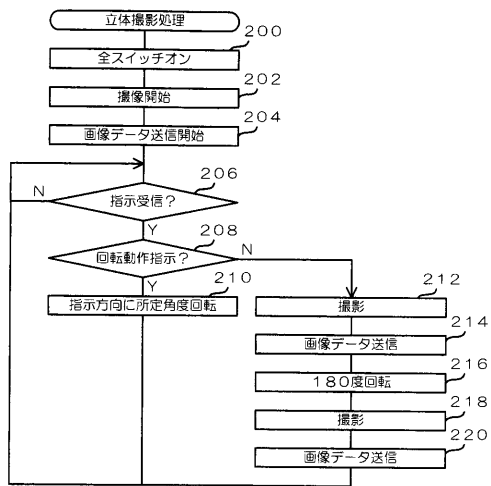 立体撮影処理
200
全スイッチオン
202
撮像開始
204
画像データ送信開始
206
N
指示受信？
Y
208
回転動作指示？
N
Y
210
指示方向に所定角度回転
212
撮影
214
画像データ送信
216
180度回転
218
撮影
220
画像データ送信